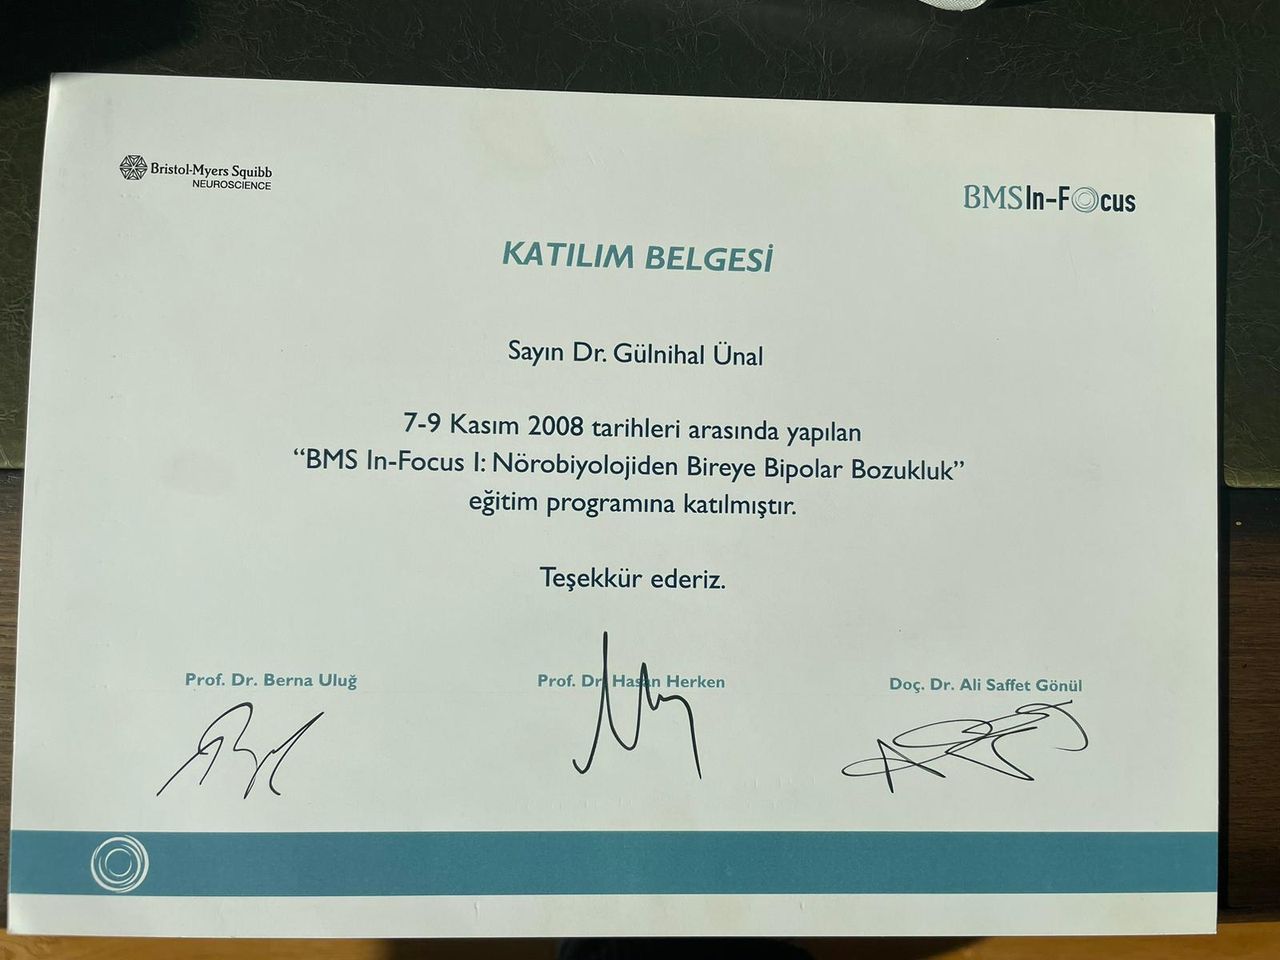 Bristol-Myers Squibb
NEUROSCIENCE
BMS In-Focus
KATILIM BELGESİ
Sayın Dr. Gülnihal Ünal
7-9 Kasım 2008 tarihleri arasında yapılan
“BMS In-Focus I: Nörobiyolojiden Bireye Bipolar Bozukluk”
eğitim programına katılmıştır.
Teşekkür ederiz.
Prof. Dr. Berna Uluğ
Prof. Dr. Hasan Herken
Doç. Dr. Ali Saffet Gönül